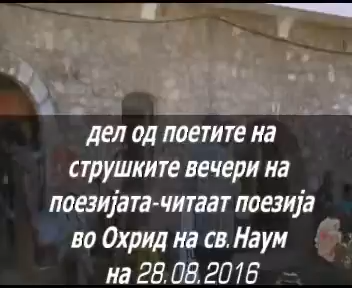 дел од поетите на
струшките вечери на
поезијата-читаат поезија
во Охрид на св.Наум
на 28.08.2016